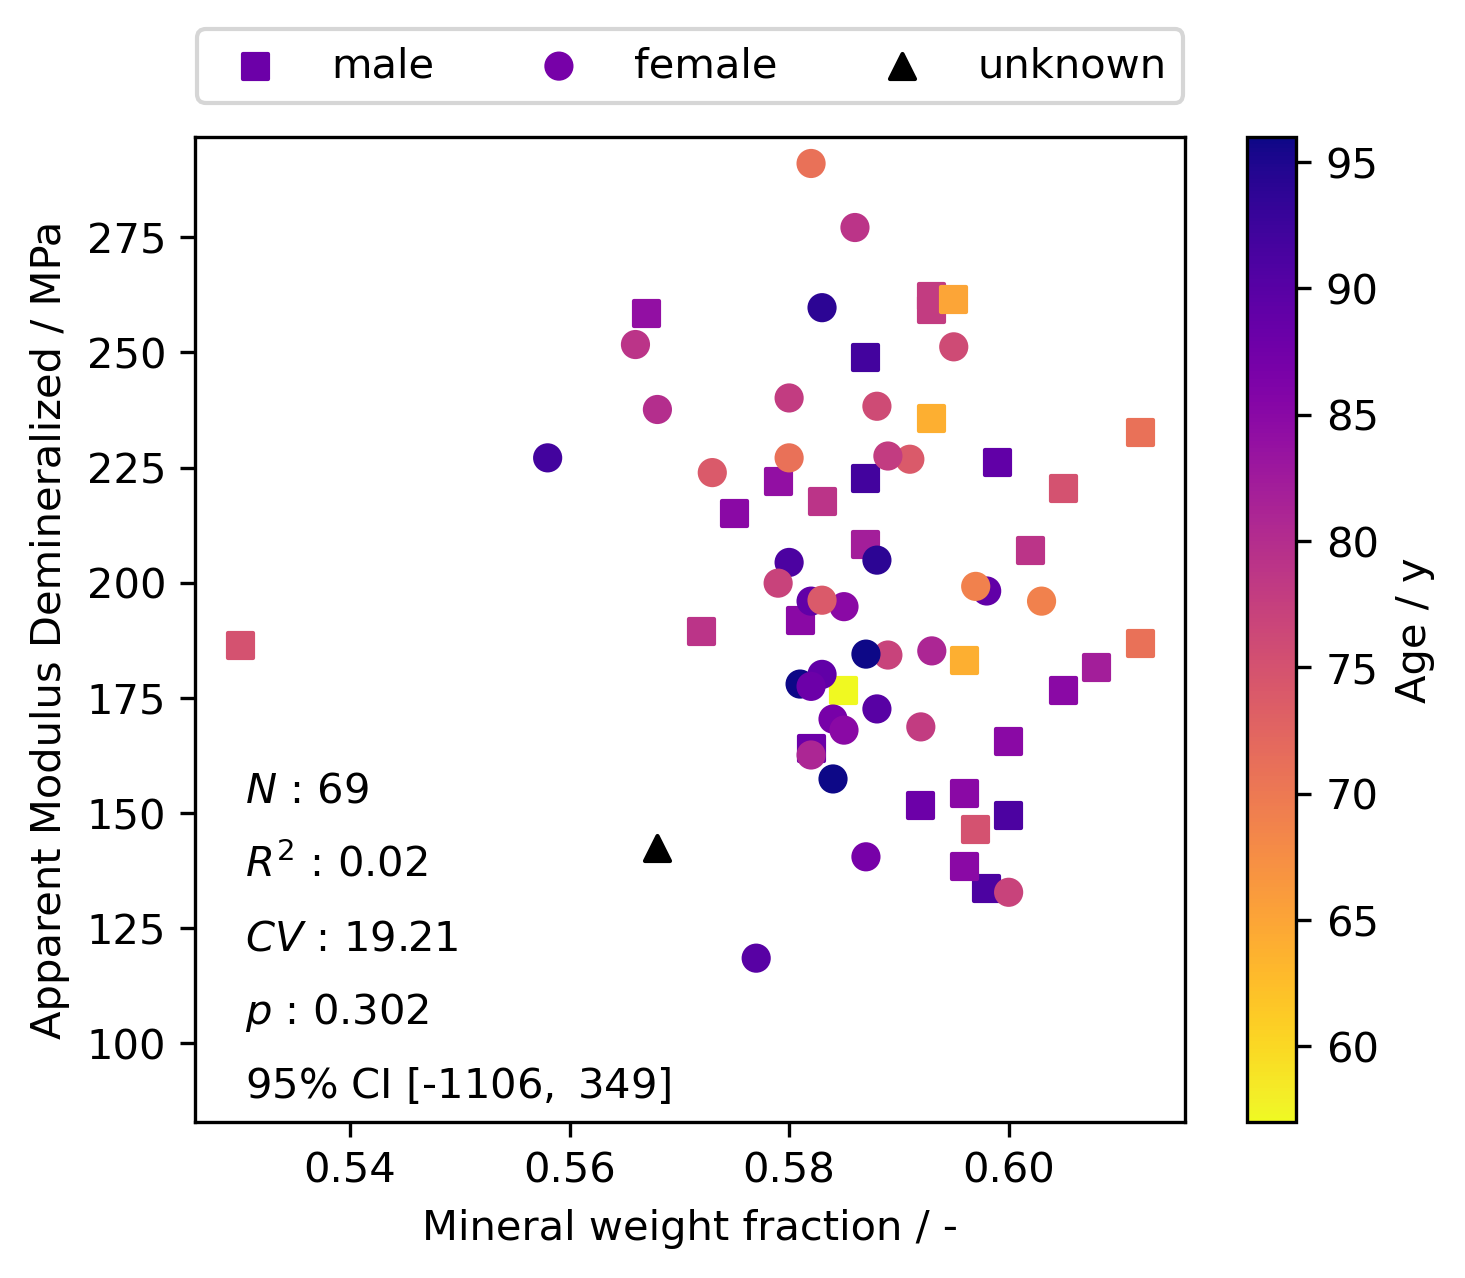 male female unknown
275
250
225
200
175
150
125
100
Apparent Modulus Demineralized / MPa
N : 69
R² : 0.02
CV : 19.21
p : 0.302
95% CI [-1106, 349]
0.54 0.56 0.58 0.60
Mineral weight fraction / -
95
90
85
80
75
70
65
60
Age / y